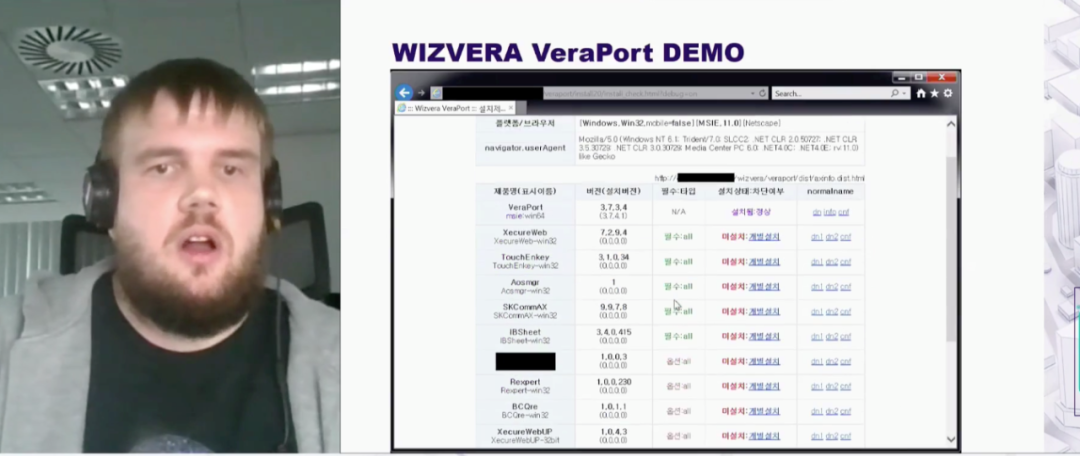 WIZVERA VeraPort DEMO
Search...
::: Wizvera VeraPort :: 설치제...
플랫폼/브라우저 [Windows,Win32,mobile=false] [MSIE,11,0] [Netscape]
navigator.userAgent Mozilla/5.0 (Windows NT 6.1; Trident/7.0; SLCC2; .NET CLR 2.0.50727; .NET CLR
3.5.30729; .NET CLR 3.0.30729; Media Center PC 6.0; .NET4.0C; .NET4.0E; rv:11.0)
like Gecko
http:// /wizvera/veraport/dist/axinfo.dist.html
제품명(표시이름) 버전(설치버전) 필수:타입 설치상태:차단여부 normalname
VeraPort 3,7,3,4 N/A 설치됨:정상 dn info cnf
msie:win64 (3,7,4,1)
XecureWeb 7,2,9,4 필수:all 미설치:개별설치 dn1 dn2 cnf
XecureWeb-win32 (0,0,0,0)
TouchEnkey 3,1,0,34 필수:all 미설치:개별설치 dn1 dn2 cnf
TouchEnkey-win32 (0,0,0,0)
Aosmgr 1 필수:all 미설치:개별설치 dn1 dn2 cnf
Aosmgr-win32 (0,0,0,0)
SKCommAX 9,9,7,8 필수:all 미설치:개별설치 dn1 dn2 cnf
SKCommAX-win32 (0,0,0,0)
IBSheet 3,4,0,415 필수:all 미설치:개별설치 dn1 dn2 cnf
IBSheet-win32 (0,0,0,0)
1,0,0,3 옵션:all 미설치:개별설치 dn1 dn2 cnf
(0,0,0,0)
Rexpert 1,0,0,230 옵션:all 미설치:개별설치 dn1 dn2 cnf
Rexpert-win32 (0,0,0,0)
BCQre 1,0,1,1 옵션:all 미설치:개별설치 dn1 dn2 cnf
BCQre-win32 (0,0,0,0)
XecureWebUP 1,0,4,3 옵션:all 미설치:개별설치 dn1 dn2 cnf
XecureWebUP-32bit (0,0,0,0)